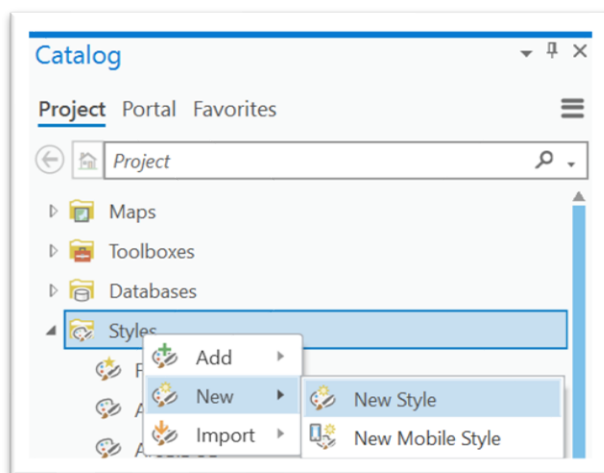 Catalog
Project Portal Favorites
Project
Maps
Toolboxes
Databases
Styles
Add
New
New Style
Import
New Mobile Style